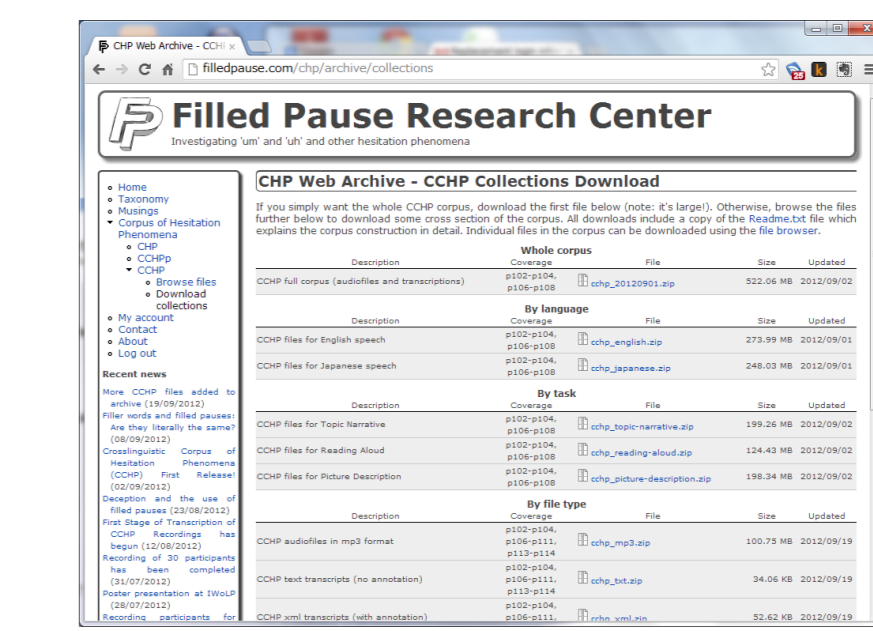 CHP Web Archive - CCH
filledpause.com/chp/archive/collections
25
k
Filled Pause Research Center
Investigating 'um' and 'uh' and other hesitation phenomena
Home
Taxonomy
Musings
Corpus of Hesitation
Phenomena
CHP
CCHPp
CCHP
Browse files
Download
collections
My account
Contact
About
Log out
Recent news
More CCHP files added to
archive (19/09/2012)
Filler words and filled pauses:
Are they literally the same?
(08/09/2012)
Crosslinguistic Corpus of
Hesitation Phenomena
(CCHP) First Release!
(02/09/2012)
Deception and the use of
filled pauses (23/08/2012)
First Stage of Transcription of
CCHP Recordings has
begun (12/08/2012)
Recording of 30 participants
has been completed
(31/07/2012)
Poster presentation at IWoLP
(28/07/2012)
Recording participants for
CHP Web Archive - CCHP Collections Download
If you simply want the whole CCHP corpus, download the first file below (note: it's large!). Otherwise, browse the files
further below to download some cross section of the corpus. All downloads include a copy of the Readme.txt file which
explains the corpus construction in detail. Individual files in the corpus can be downloaded using the file browser.
Whole corpus
Description Coverage File Size Updated
CCHP full corpus (audiofiles and transcriptions) p102-p104, p106-p108 cchp_20120901.zip 522.06 MB 2012/09/02
By language
Description Coverage File Size Updated
CCHP files for English speech p102-p104, p106-p108 cchp_english.zip 273.99 MB 2012/09/01
CCHP files for Japanese speech p102-p104, p106-p108 cchp_japanese.zip 248.03 MB 2012/09/01
By task
Description Coverage File Size Updated
CCHP files for Topic Narrative p102-p104, p106-p108 cchp_topic-narrative.zip 199.26 MB 2012/09/02
CCHP files for Reading Aloud p102-p104, p106-p108 cchp_reading-aloud.zip 124.43 MB 2012/09/02
CCHP files for Picture Description p102-p104, p106-p108 cchp_picture-description.zip 198.34 MB 2012/09/02
By file type
Description Coverage File Size Updated
CCHP audiofiles in mp3 format p102-p104, p106-p111, p113-p114 cchp_mp3.zip 100.75 MB 2012/09/19
CCHP text transcripts (no annotation) p102-p104, p106-p111, p113-p114 cchp_txt.zip 34.06 KB 2012/09/19
CCHP xml transcripts (with annotation) p102-p104, p106-p111, cchp_xml.zip 52.62 KB 2012/09/19